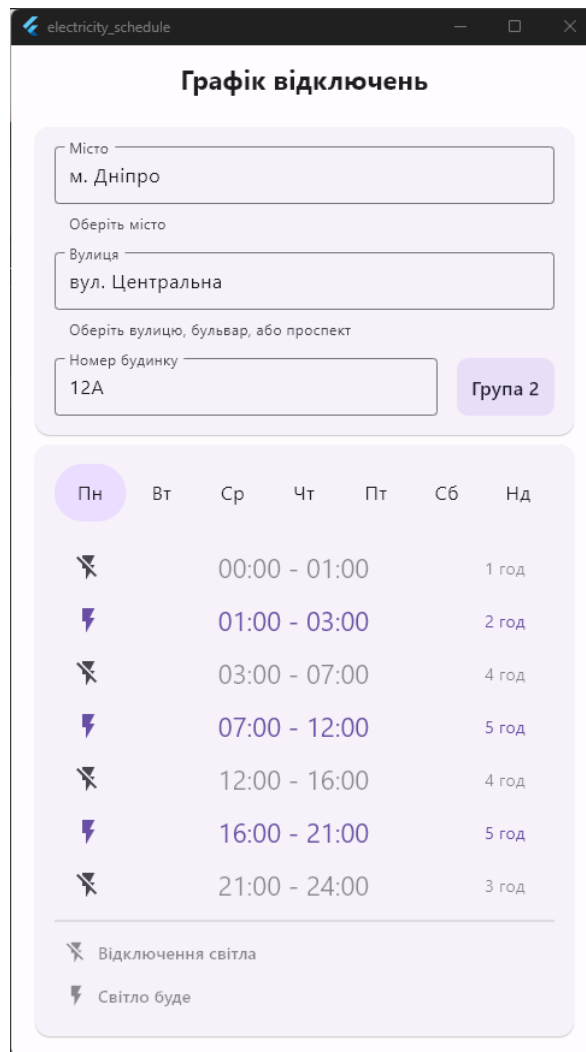 electricity_schedule
Графік відключень
Місто
м. Дніпро
Оберіть місто
Вулиця
вул. Центральна
Оберіть вулицю, бульвар, або проспект
Номер будинку
12А
Група 2
Пн Вт Ср Чт Пт Сб Нд
00:00 - 01:00 1 год
01:00 - 03:00 2 год
03:00 - 07:00 4 год
07:00 - 12:00 5 год
12:00 - 16:00 4 год
16:00 - 21:00 5 год
21:00 - 24:00 3 год
Відключення світла
Світло буде